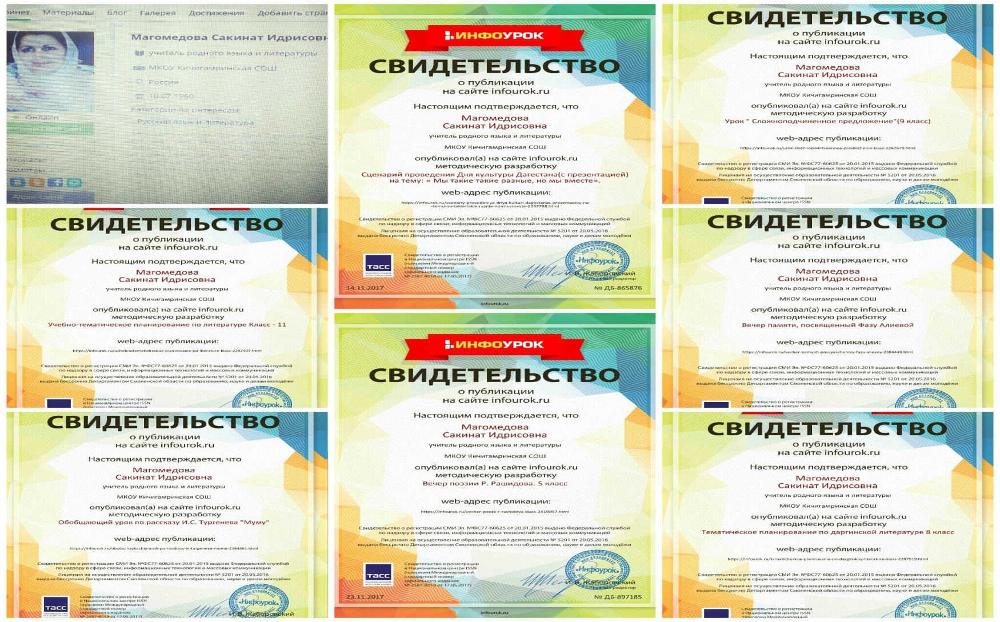 бинет Материалы Блог Галерея Достижения Добавить стран
Магомедова Сакинат Идрисовн
учитель родного языка и литературы
МКОУ Кичигамринская СОШ
Россия
10.07.1960
Категории по интересам:
Русский язык и литература
Онлайн
Адрес сайта
СВИДЕТЕЛЬСТВО
о публикации
на сайте infourok.ru
Настоящим подтверждается, что
Магомедова
Сакинат Идрисовна
учитель родного языка и литературы
МКОУ Кичигамринская СОШ
опубликовал(а) на сайте infourok.ru
методическую разработку
Учебно-тематическое планирование по литературе Класс - 11
web-адрес публикации:
https://infourok.ru/uchebnotematicheskoe-planirovanie-po-literature-klass-2287407.html
Свидетельство о регистрации СМИ Эл. №ФС77-60625 от 20.01.2015 выдано Федеральной службой
по надзору в сфере связи, информационных технологий и массовых коммуникаций
Лицензия на осуществление образовательной деятельности № 5201 от 20.05.2016
выдана бессрочно Департаментом Смоленской области по образованию, науке и делам молодёжи
Свидетельство о регистрации
в Национальном центре ISSN
(присвоен Международный
«Инфоурок»
СВИДЕТЕЛЬСТВО
о публикации
на сайте infourok.ru
Настоящим подтверждается, что
Магомедова
Сакинат Идрисовна
учитель родного языка и литературы
МКОУ Кичигамринская СОШ
опубликовал(а) на сайте infourok.ru
методическую разработку
Обобщающий урок по рассказу И.С. Тургенева "Муму"
web-адрес публикации:
https://infourok.ru/obobschayuschiy-urok-po-rasskazu-is-turgeneva-mumu-2384461.html
Свидетельство о регистрации СМИ Эл. №ФС77-60625 от 20.01.2015 выдано Федеральной службой
по надзору в сфере связи, информационных технологий и массовых коммуникаций
Лицензия на осуществление образовательной деятельности № 5201 от 20.05.2016
выдана бессрочно Департаментом Смоленской области по образованию, науке и делам молодёжи
ТАСС
Свидетельство о регистрации
в Национальном центре ISSN
(присвоен Международный
стандартный номер
сериального издания:
№ 2587-8018 от 17.05.2017)
«Инфоурок»
И. В. Жаборовский
ИНФОУРОК
СВИДЕТЕЛЬСТВО
о публикации
на сайте infourok.ru
Настоящим подтверждается, что
Магомедова
Сакинат Идрисовна
учитель родного языка и литературы
МКОУ Кичигамринская СОШ
опубликовал(а) на сайте infourok.ru
методическую разработку
Сценарий проведения Дня культуры Дагестана(с презентацией)
на тему: « Мы такие такие разные, но мы вместе».
web-адрес публикации:
https://infourok.ru/scenariy-provedeniya-dnya-kulturi-dagestanas-prezentaciey-na
-temu-mi-takie-takie-raznie-no-mi-vmeste-2287788.html
Свидетельство о регистрации СМИ Эл. №ФС77-60625 от 20.01.2015 выдано Федеральной службой
по надзору в сфере связи, информационных технологий и массовых коммуникаций
Лицензия на осуществление образовательной деятельности № 5201 от 20.05.2016
выдана бессрочно Департаментом Смоленской области по образованию, науке и делам молодёжи
ТАСС
Свидетельство о регистрации
в Национальном центре ISSN
(присвоен Международный
стандартный номер
сериального издания:
№ 2587-8018 от 17.05.2017)
«Инфоурок»
И. В. Жаборовский
Главный редактор
14.11.2017
№ ДБ-865876
infourok.ru
ИНФОУРОК
СВИДЕТЕЛЬСТВО
о публикации
на сайте infourok.ru
Настоящим подтверждается, что
Магомедова
Сакинат Идрисовна
учитель родного языка и литературы
МКОУ Кичигамринская СОШ
опубликовал(а) на сайте infourok.ru
методическую разработку
Вечер поэзии Р. Рашидова. 5 класс
web-адрес публикации:
https://infourok.ru/vecher-poezii-r-rashidova-klass-2319097.html
Свидетельство о регистрации СМИ Эл. №ФС77-60625 от 20.01.2015 выдано Федеральной службой
по надзору в сфере связи, информационных технологий и массовых коммуникаций
Лицензия на осуществление образовательной деятельности № 5201 от 20.05.2016
выдана бессрочно Департаментом Смоленской области по образованию, науке и делам молодёжи
ТАСС
Свидетельство о регистрации
в Национальном центре ISSN
(присвоен Международный
стандартный номер
сериального издания:
№ 2587-8018 от 17.05.2017)
«Инфоурок»
И. В. Жаборовский
Главный редактор
23.11.2017
№ ДБ-897185
infourok.ru
СВИДЕТЕЛЬСТВО
о публикации
на сайте infourok.ru
Настоящим подтверждается, что
Магомедова
Сакинат Идрисовна
учитель родного языка и литературы
МКОУ Кичигамринская СОШ
опубликовал(а) на сайте infourok.ru
методическую разработку
Урок " Сложноподчиненное предложение"(9 класс)
web-адрес публикации:
https://infourok.ru/urok-slozhnopodchinennoe-predlozhenie-klass-2287679.html
Свидетельство о регистрации СМИ Эл. №ФС77-60625 от 20.01.2015 выдано Федеральной службой
по надзору в сфере связи, информационных технологий и массовых коммуникаций
Лицензия на осуществление образовательной деятельности № 5201 от 20.05.2016
выдана бессрочно Департаментом Смоленской области по образованию, науке и делам молодёжи
Свидетельство о регистрации
в Национальном центре ISSN
СВИДЕТЕЛЬСТВО
о публикации
на сайте infourok.ru
Настоящим подтверждается, что
Магомедова
Сакинат Идрисовна
учитель родного языка и литературы
МКОУ Кичигамринская СОШ
опубликовал(а) на сайте infourok.ru
методическую разработку
Вечер памяти, посвященный Фазу Алиевой
web-адрес публикации:
https://infourok.ru/vecher-pamyati-posvyaschenniy-fazu-alievoy-2384449.html
Свидетельство о регистрации СМИ Эл. №ФС77-60625 от 20.01.2015 выдано Федеральной службой
по надзору в сфере связи, информационных технологий и массовых коммуникаций
Лицензия на осуществление образовательной деятельности № 5201 от 20.05.2016
выдана бессрочно Департаментом Смоленской области по образованию, науке и делам молодёжи
Свидетельство о регистрации
в Национальном центре ISSN
СВИДЕТЕЛЬСТВО
о публикации
на сайте infourok.ru
Настоящим подтверждается, что
Магомедова
Сакинат Идрисовна
учитель родного языка и литературы
МКОУ Кичигамринская СОШ
опубликовал(а) на сайте infourok.ru
методическую разработку
Тематическое планирование по даргинской литературе 8 класс
web-адрес публикации:
https://infourok.ru/tematicheskoe-planirovanie-po-darginskoy-literature-klass-2287519.html
Свидетельство о регистрации СМИ Эл. №ФС77-60625 от 20.01.2015 выдано Федеральной службой
по надзору в сфере связи, информационных технологий и массовых коммуникаций
Лицензия на осуществление образовательной деятельности № 5201 от 20.05.2016
выдана бессрочно Департаментом Смоленской области по образованию, науке и делам молодёжи
Свидетельство о регистрации
в Национальном центре ISSN